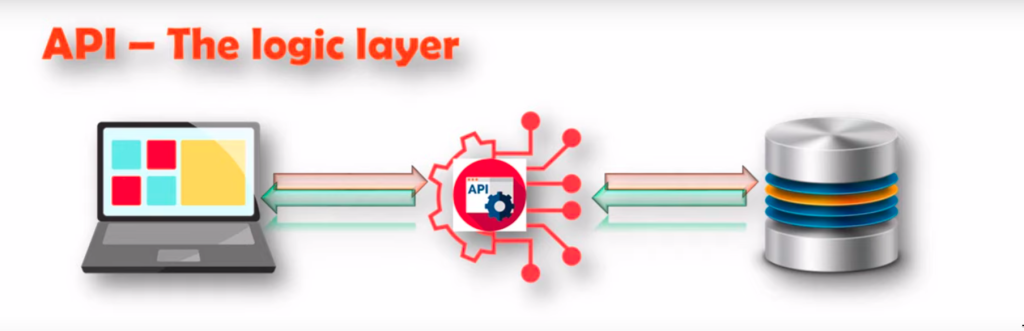 API – The logic layer
API